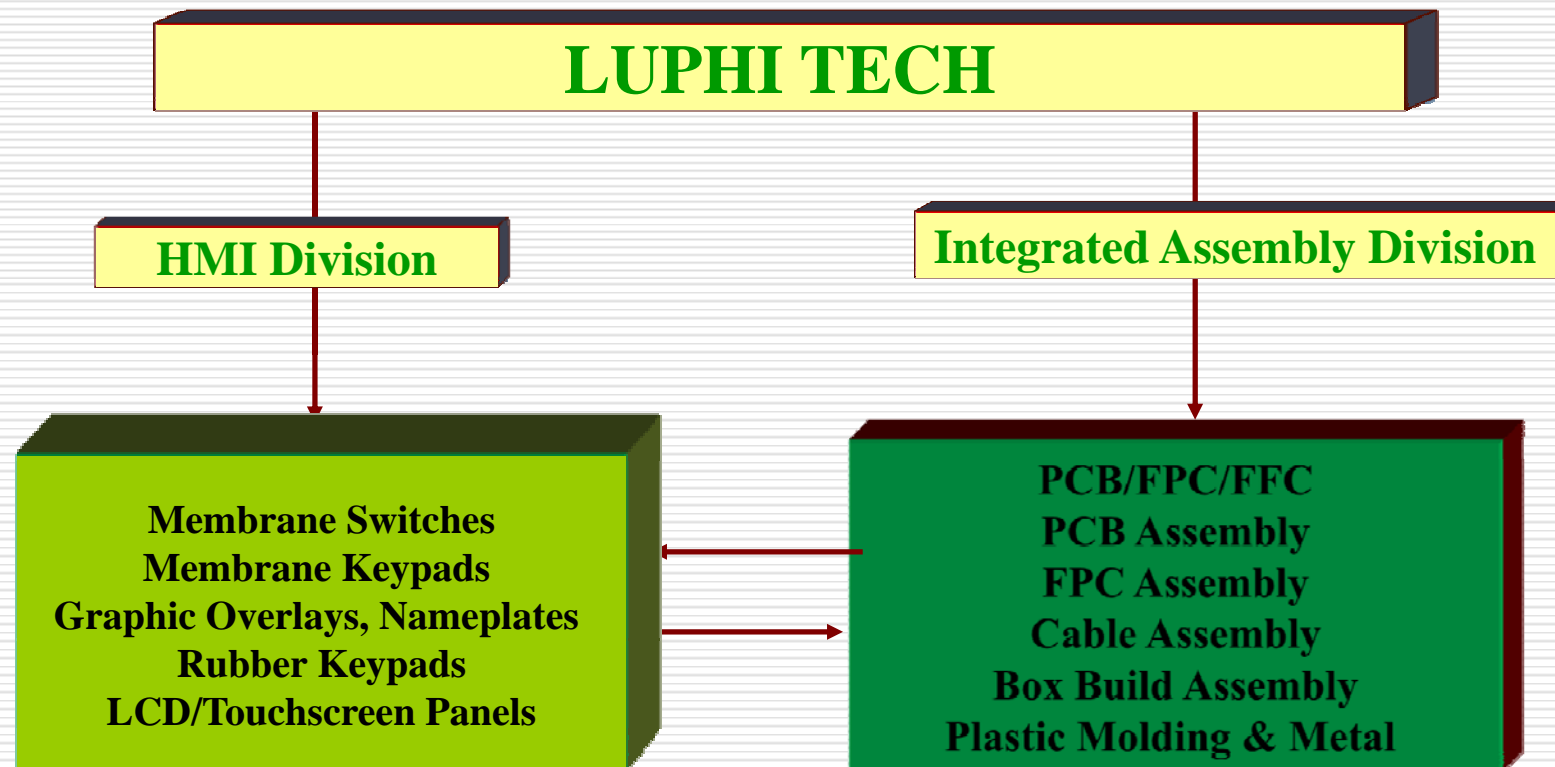 LUPHI TECH
HMI Division
Integrated Assembly Division
Membrane Switches
Membrane Keypads
Graphic Overlays, Nameplates
Rubber Keypads
LCD/Touchscreen Panels
PCB/FPC/FFC
PCB Assembly
FPC Assembly
Cable Assembly
Box Build Assembly
Plastic Molding & Metal